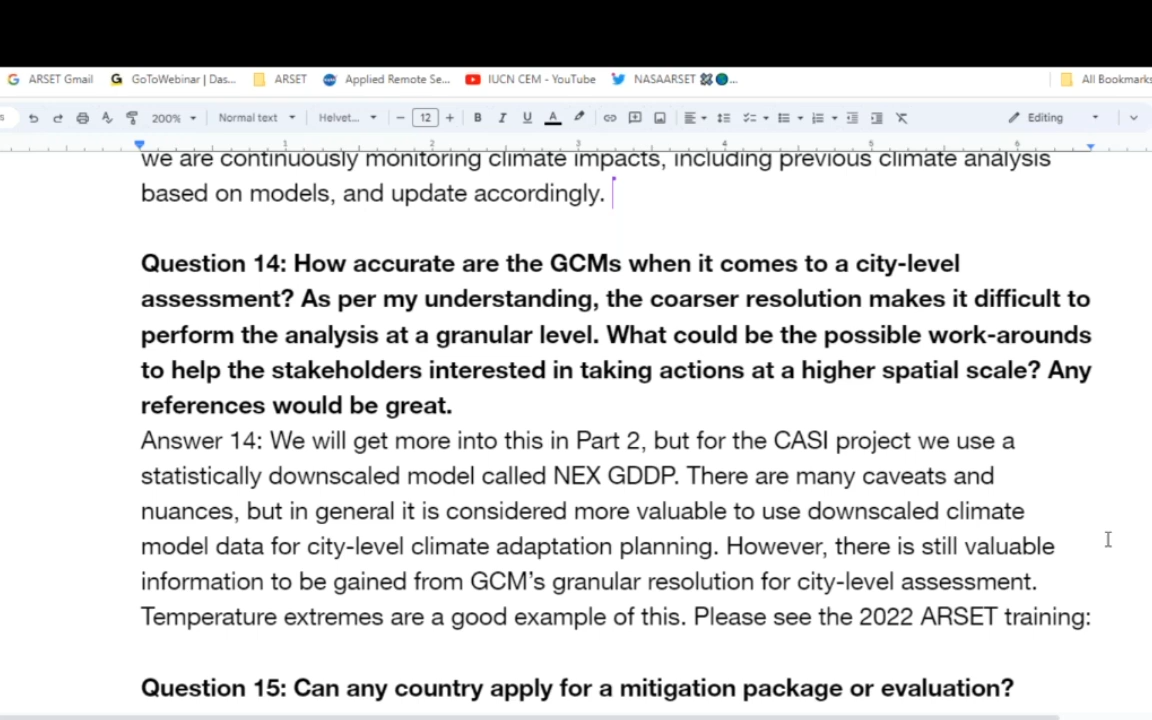 ARSET Gmail GoToWebinar | Das... ARSET Applied Remote Se... IUCN CEM - YouTube NASAARSET All Bookmarks
200% Normal text Helvet... 12 B I U A Editing
1 2 3 4 5 6
we are continuously monitoring climate impacts, including previous climate analysis
based on models, and update accordingly.
Question 14: How accurate are the GCMs when it comes to a city-level
assessment? As per my understanding, the coarser resolution makes it difficult to
perform the analysis at a granular level. What could be the possible work-arounds
to help the stakeholders interested in taking actions at a higher spatial scale? Any
references would be great.
Answer 14: We will get more into this in Part 2, but for the CASI project we use a
statistically downscaled model called NEX GDDP. There are many caveats and
nuances, but in general it is considered more valuable to use downscaled climate
model data for city-level climate adaptation planning. However, there is still valuable
information to be gained from GCM's granular resolution for city-level assessment.
Temperature extremes are a good example of this. Please see the 2022 ARSET training:
Question 15: Can any country apply for a mitigation package or evaluation?